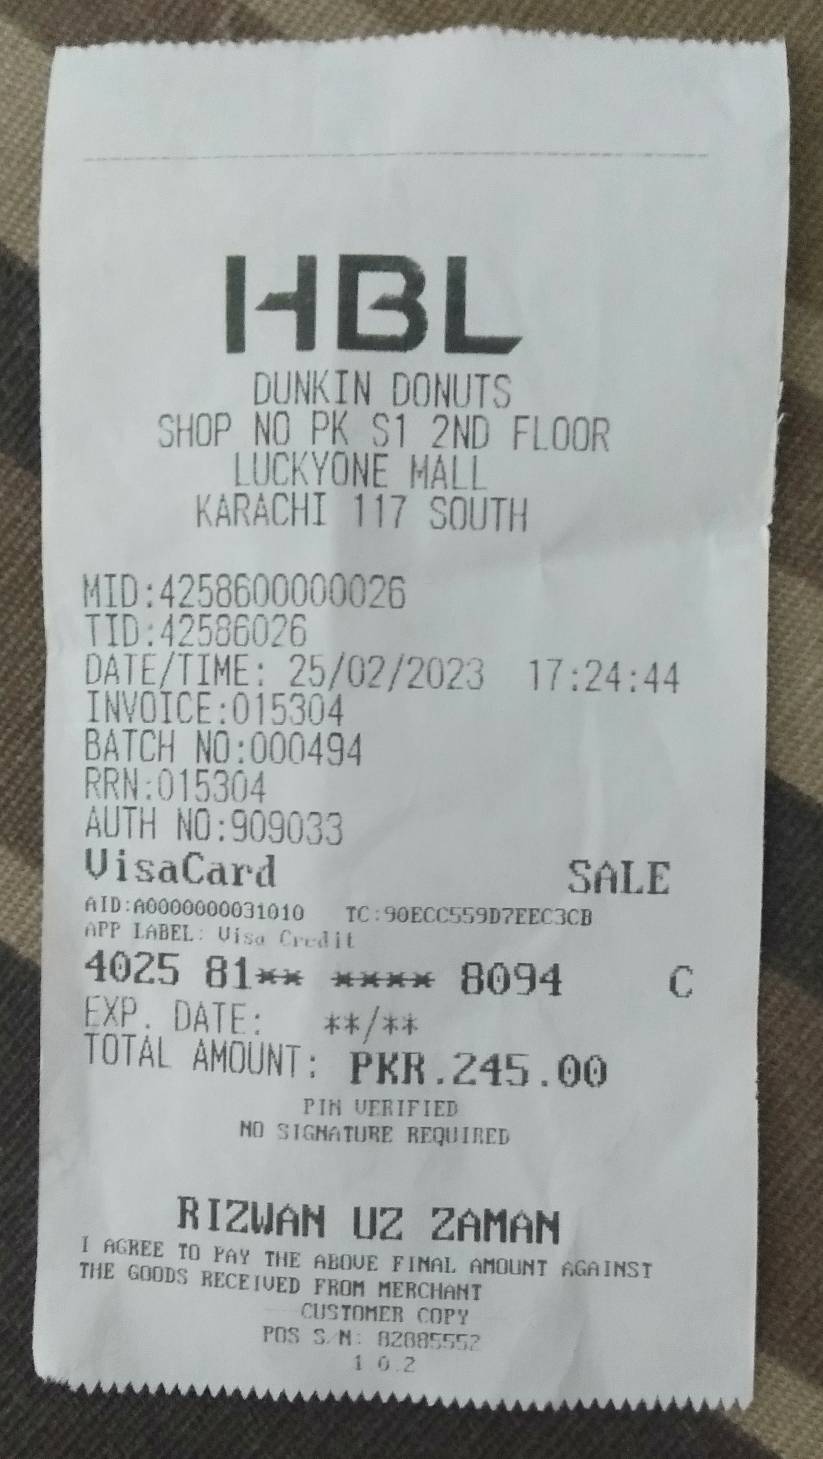 HBL
DUNKIN DONUTS
SHOP NO PK S1 2ND FLOOR
LUCKYONE MALL
KARACHI 117 SOUTH
MID:4258600000026
TID:42586026
DATE/TIME: 25/02/2023 17:24:44
INVOICE:015304
BATCH NO:000494
RRN:015304
AUTH NO:909033
VisaCard SALE
AID:A0000000031010 TC:90ECC559D7EEC3CB
APP LABEL: Visa Credit
4025 81** **** 8094 C
EXP. DATE: **/**
TOTAL AMOUNT: PKR.245.00
PIN VERIFIED
NO SIGNATURE REQUIRED
RIZWAN UZ ZAMAN
I AGREE TO PAY THE ABOVE FINAL AMOUNT AGAINST
THE GOODS RECEIVED FROM MERCHANT
CUSTOMER COPY
POS S/N: 82885552
1.0.2